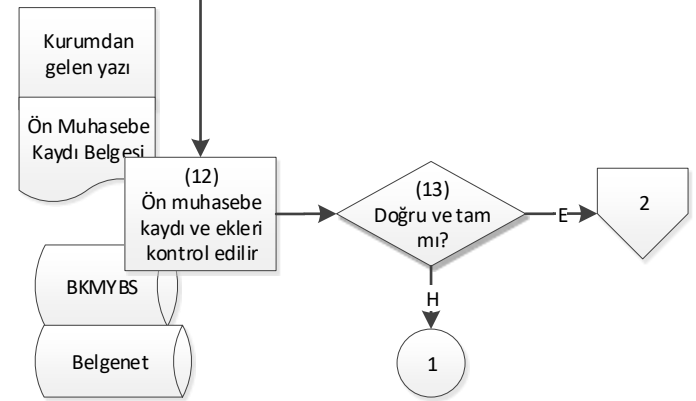 Kurumdan
gelen yazı
Ön Muhasebe
Kaydı Belgesi
(12)
Ön muhasebe
kaydı ve ekleri
kontrol edilir
(13)
Doğru ve tam
mı?
E
2
H
1
BKMYBS
Belgenet